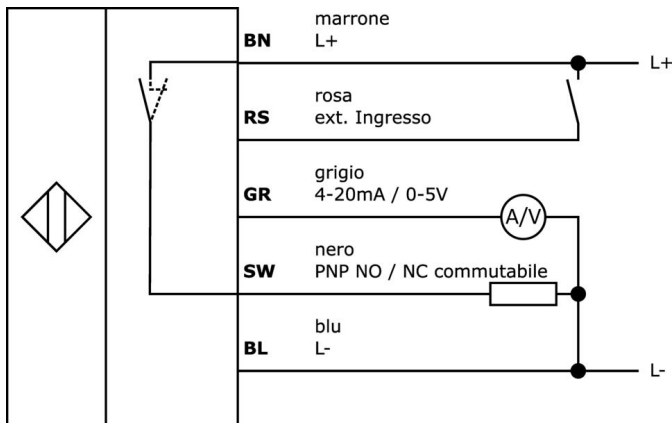 marrone
BN L+
L+
rosa
RS ext. Ingresso
grigio
GR 4-20mA / 0-5V
A/V
nero
SW PNP NO / NC commutabile
blu
BL L-
L-